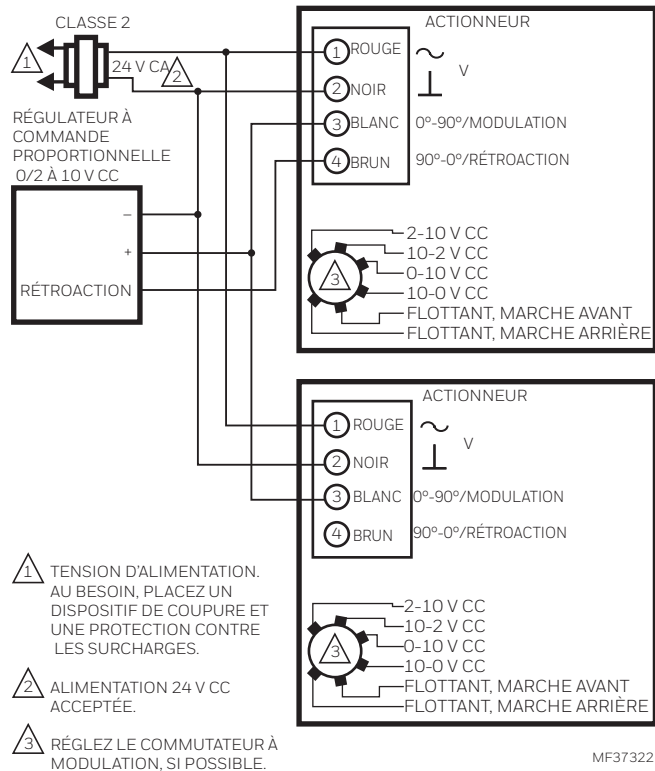 CLASSE 2
1
24 V CA
2
RÉGULATEUR À
COMMANDE
PROPORTIONNELLE
0/2 À 10 V CC
–
+
RÉTROACTION
ACTIONNEUR
1 ROUGE
V
2 NOIR
3 BLANC 0°-90°/MODULATION
4 BRUN 90°-0°/RÉTROACTION
3
2-10 V CC
10-2 V CC
0-10 V CC
10-0 V CC
FLOTTANT, MARCHE AVANT
FLOTTANT, MARCHE ARRIÈRE
ACTIONNEUR
1 ROUGE
V
2 NOIR
3 BLANC 0°-90°/MODULATION
4 BRUN 90°-0°/RÉTROACTION
3
2-10 V CC
10-2 V CC
0-10 V CC
10-0 V CC
FLOTTANT, MARCHE AVANT
FLOTTANT, MARCHE ARRIÈRE
1 TENSION D’ALIMENTATION.
AU BESOIN, PLACEZ UN
DISPOSITIF DE COUPURE ET
UNE PROTECTION CONTRE
LES SURCHARGES.
2 ALIMENTATION 24 V CC
ACCEPTÉE.
3 RÉGLEZ LE COMMUTATEUR À
MODULATION, SI POSSIBLE.
MF37322